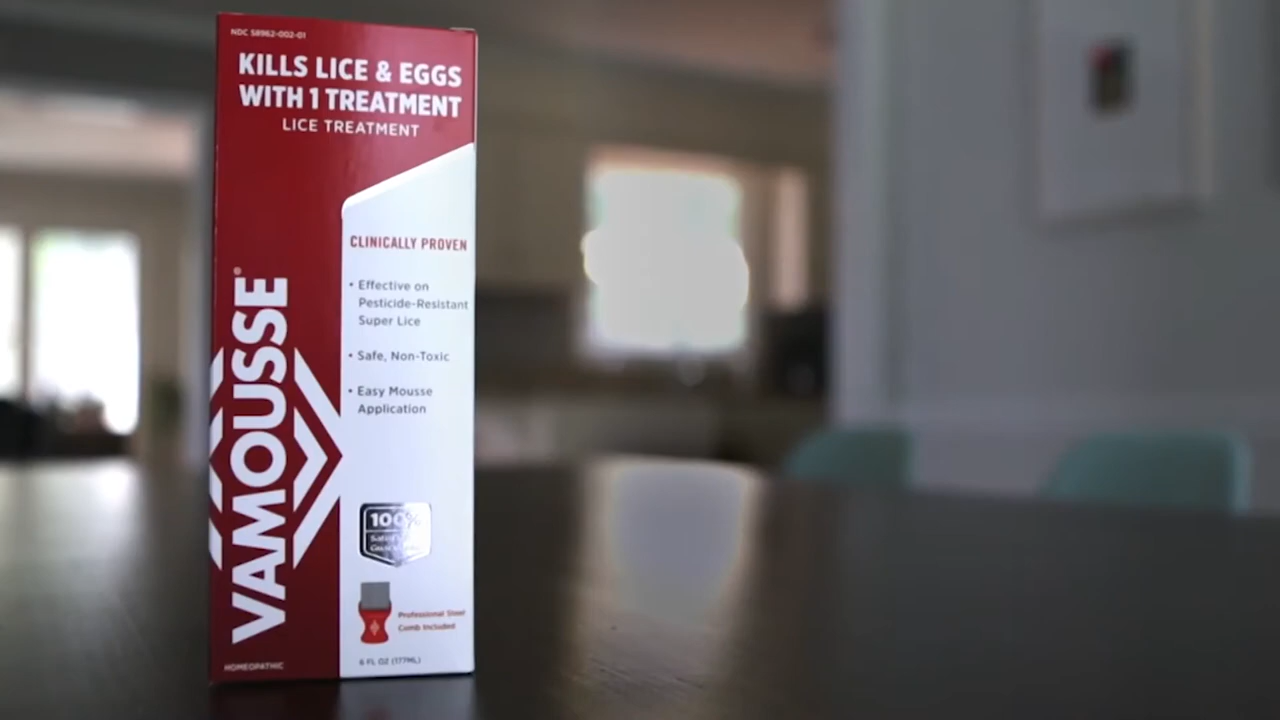 NDC 58962-002-01
KILLS LICE & EGGS
WITH 1 TREATMENT
LICE TREATMENT
CLINICALLY PROVEN
• Effective on
Pesticide-Resistant
Super Lice
• Safe, Non-Toxic
• Easy Mousse
Application
VAMOUSSE®
100%
Professional Steel
Comb Included
HOMEOPATHIC
6 FL OZ (177ML)